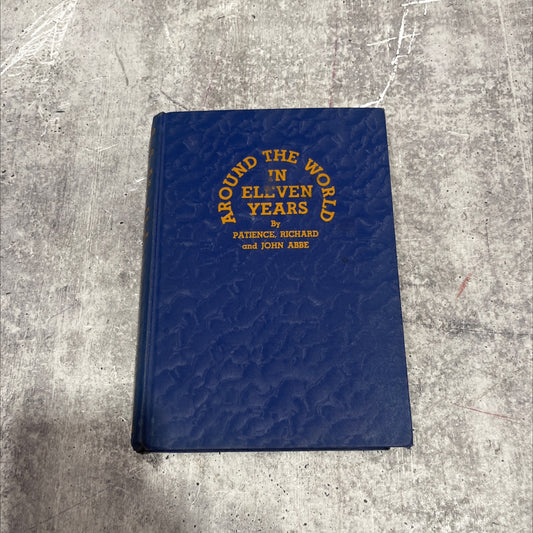 AROUND THE WORLD
IN
ELEVEN
YEARS
By
PATIENCE, RICHARD
and JOHN ABBE